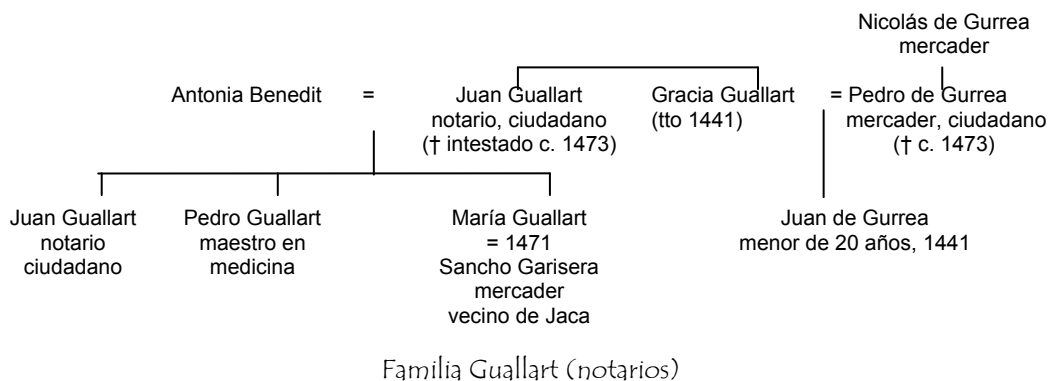 Nicolás de Gurrea
mercader
Antonia Benedit = Juan Guallart Gracia Guallart = Pedro de Gurrea
notario, ciudadano (tto 1441) mercader, ciudadano
(† intestado c. 1473) († c. 1473)
Juan Guallart Pedro Guallart María Guallart Juan de Gurrea
notario maestro en = 1471 menor de 20 años, 1441
ciudadano medicina Sancho Garisera
mercader
vecino de Jaca
Familia Guallart (notarios)